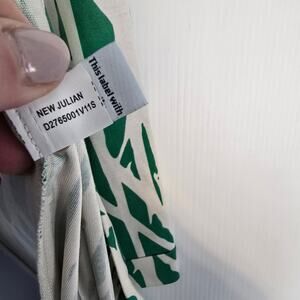 NEW JULIAN
D2765001V11S
This label with